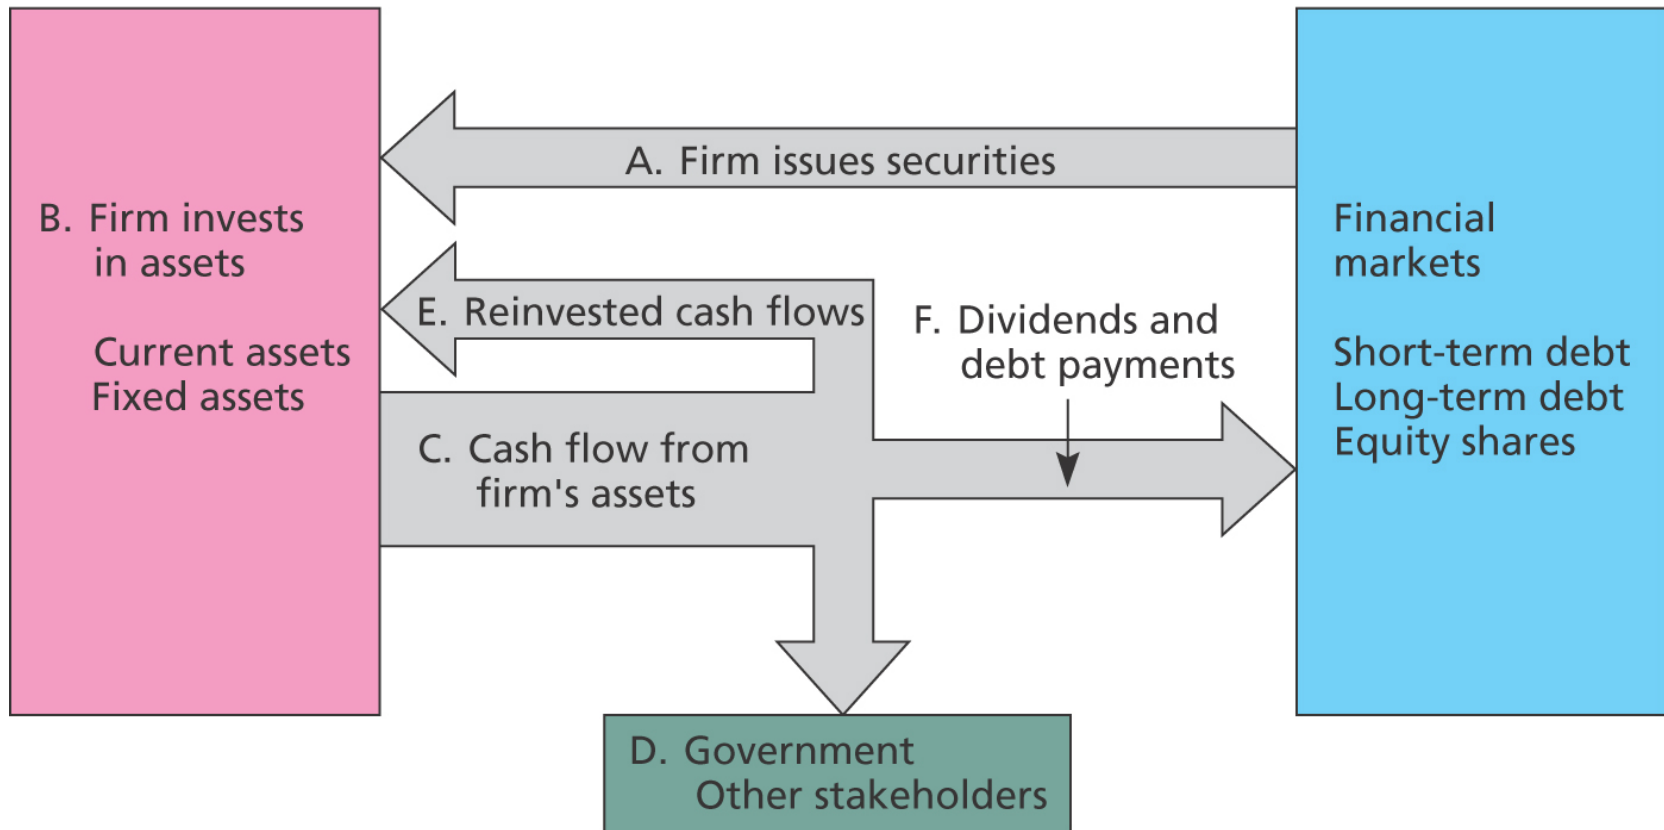 A. Firm issues securities
B. Firm invests
in assets
Current assets
Fixed assets
E. Reinvested cash flows
C. Cash flow from
firm's assets
F. Dividends and
debt payments
Financial
markets
Short-term debt
Long-term debt
Equity shares
D. Government
Other stakeholders